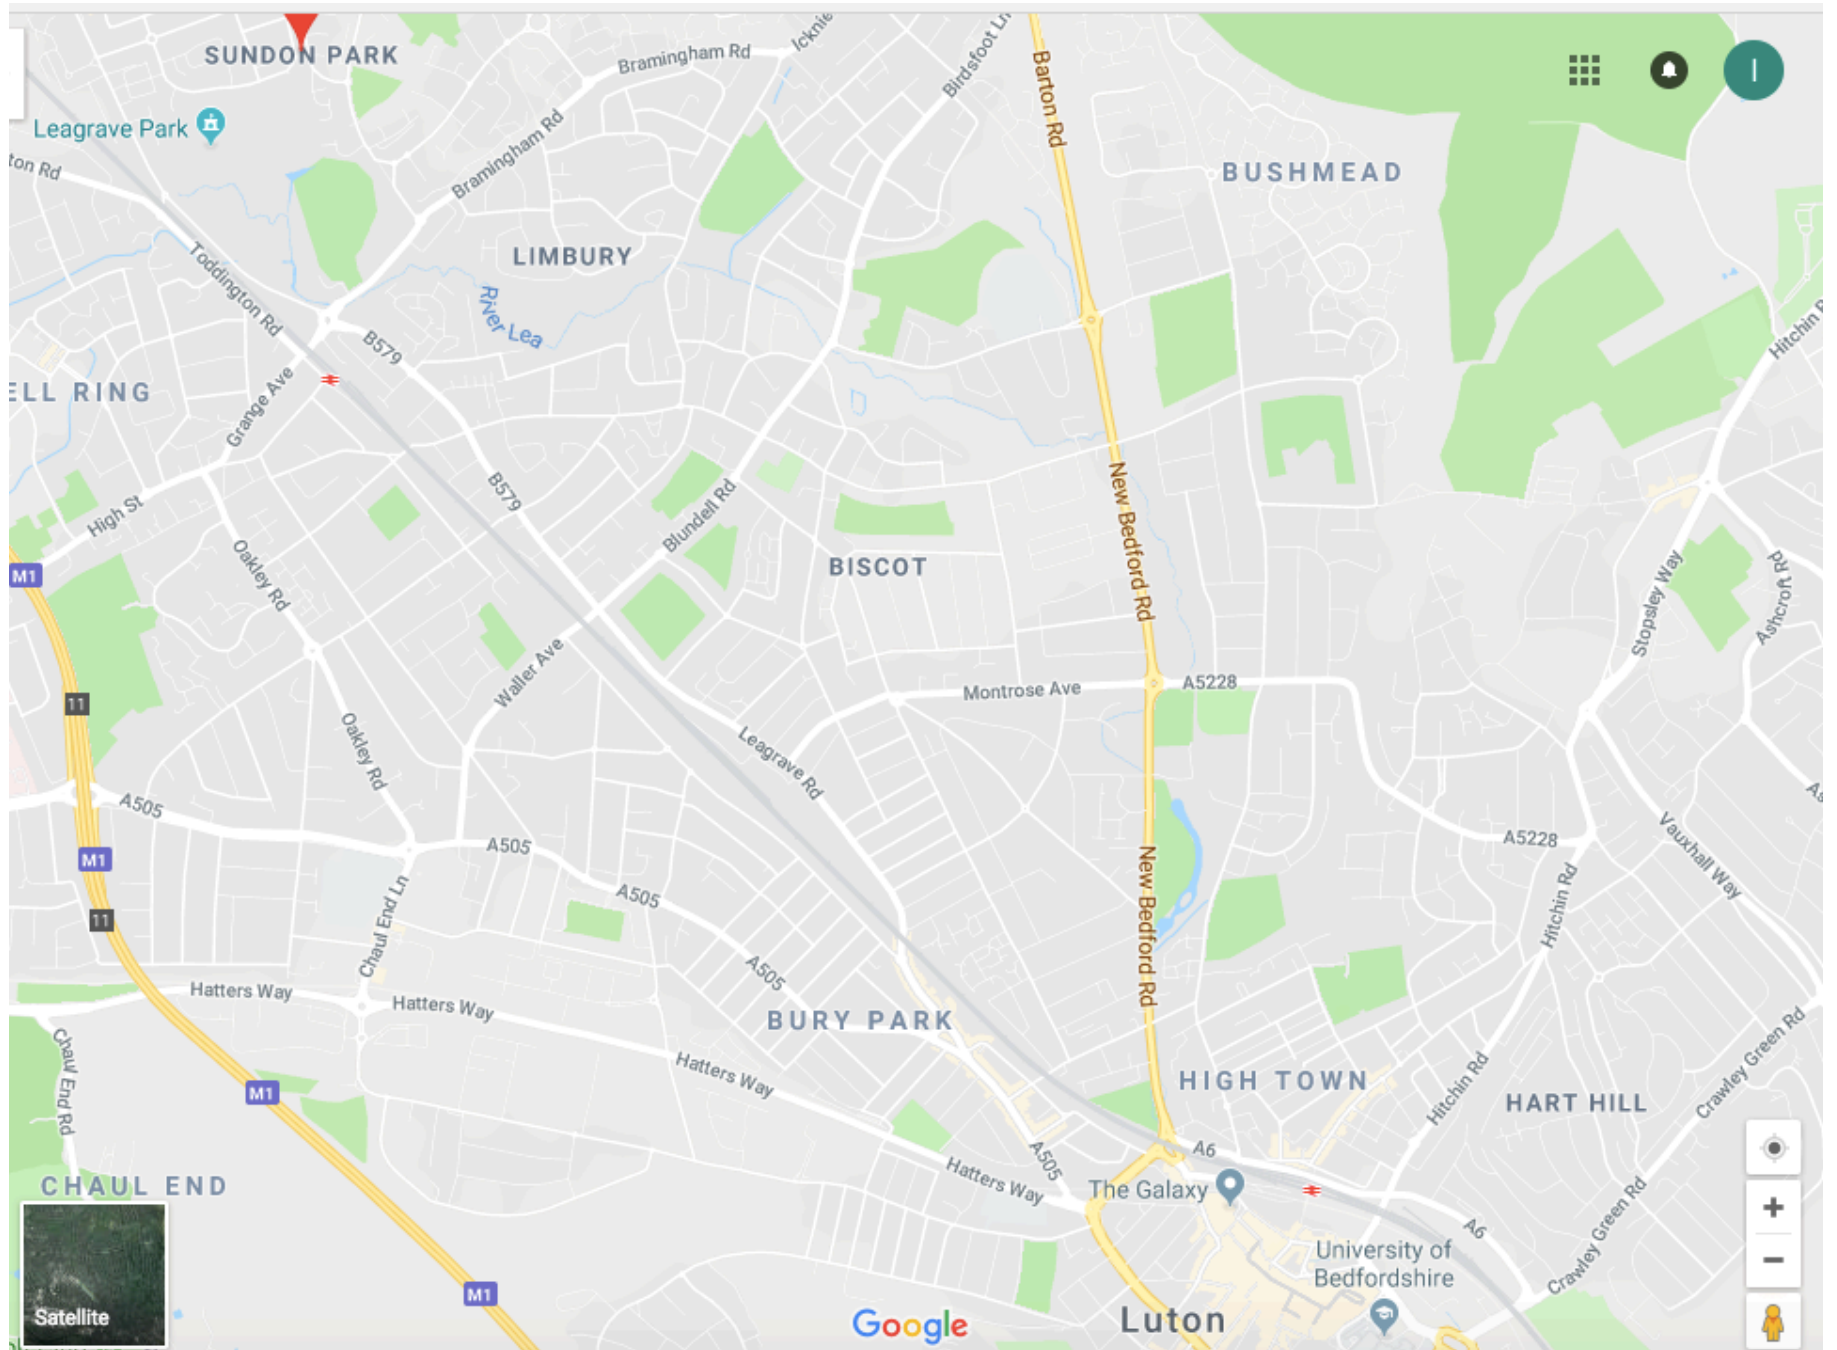 SUNDON PARK
Bramingham Rd
Icknie
Birdsfoot Ln
Barton Rd
I
Leagrave Park
ton Rd
Bramingham Rd
BUSHMEAD
LIMBURY
Toddington Rd
River Lea
B579
Hitchin R
ELL RING
Grange Ave
High St
B579
Blundell Rd
New Bedford Rd
BISCOT
M1
Oakley Rd
Stopsley Way
Ashcroft Rd
11
Waller Ave
Montrose Ave
A5228
Oakley Rd
Leagrave Rd
A505
As
A505
M1
A505
A5228
Vauxhall Way
11
Chaul End Ln
New Bedford Rd
Hitchin Rd
Hatters Way
Hatters Way
A505
BURY PARK
Chaul End Rd
Hatters Way
M1
HIGH TOWN
Hitchin Rd
HART HILL
Crawley Green Rd
CHAUL END
Hatters Way
A505
A6
The Galaxy
A6
University of
Bedfordshire
Crawley Green Rd
M1
Satellite
Google
Luton